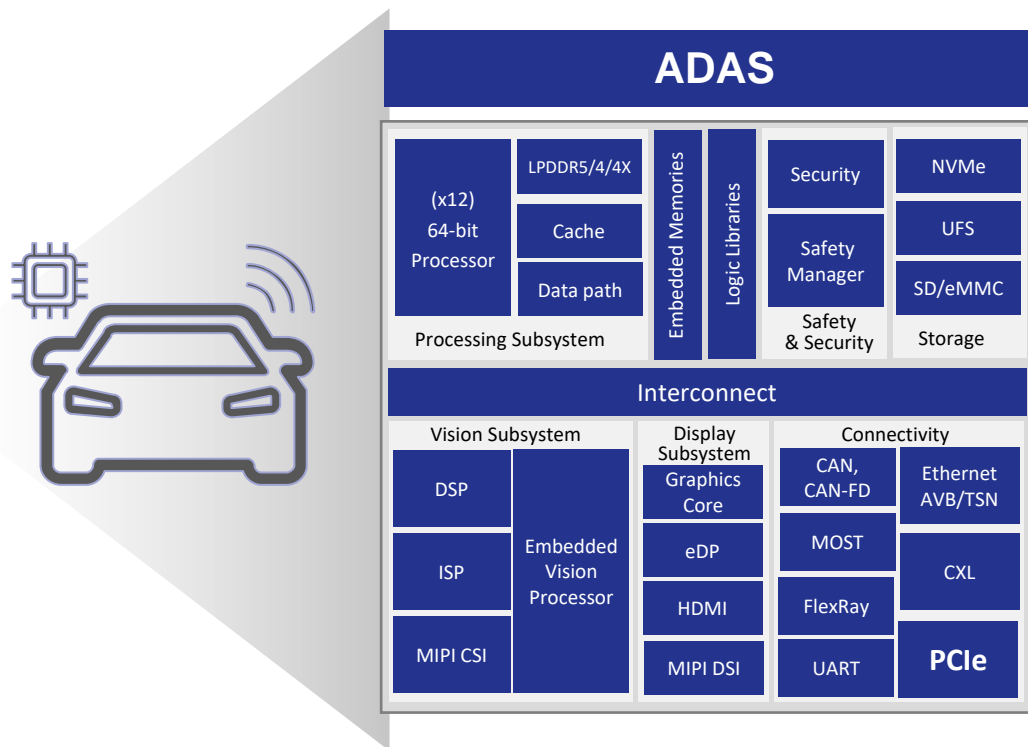 ADAS
(x12)
64-bit
Processor
LPDDR5/4/4X
Cache
Data path
Processing Subsystem
Embedded Memories
Logic Libraries
Security
Safety
Manager
Safety
& Security
NVMe
UFS
SD/eMMC
Storage
Interconnect
Vision Subsystem
DSP
ISP
MIPI CSI
Embedded
Vision
Processor
Display
Subsystem
Graphics
Core
eDP
HDMI
MIPI DSI
Connectivity
CAN,
CAN-FD
MOST
FlexRay
UART
Ethernet
AVB/TSN
CXL
PCIe